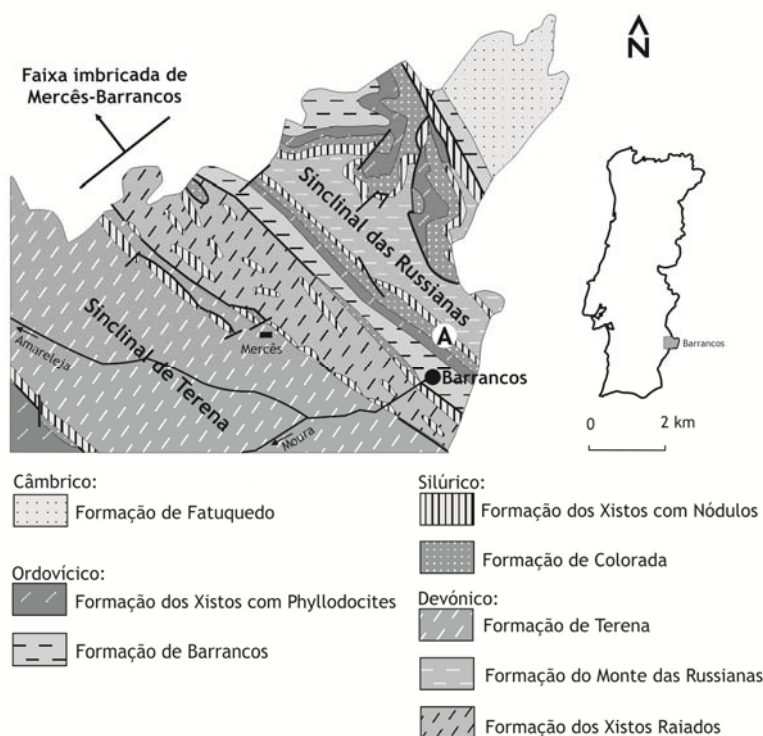 N
Faixa imbricada de
Mercês-Barrancos
Sinclinal das Russianas
Sinclinal de Terena
A
Amareleja
Mercês
Barrancos
Moura
Barrancos
0 2 km
Câmbrico:
Formação de Fatuquedo
Ordovícico:
Formação dos Xistos com Phyllodocites
Formação de Barrancos
Silúrico:
Formação dos Xistos com Nódulos
Formação de Colorada
Devónico:
Formação de Terena
Formação do Monte das Russianas
Formação dos Xistos Raiados